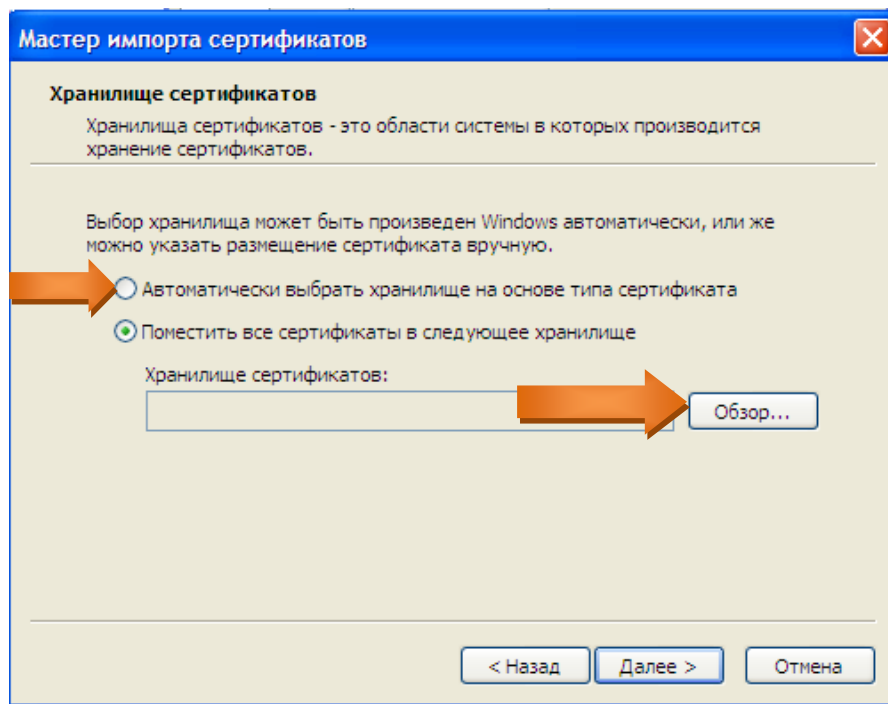 Мастер импорта сертификатов
Хранилище сертификатов
Хранилища сертификатов - это области системы в которых производится
хранение сертификатов.
Выбор хранилища может быть произведен Windows автоматически, или же
можно указать размещение сертификата вручную.
Автоматически выбрать хранилище на основе типа сертификата
Поместить все сертификаты в следующее хранилище
Хранилище сертификатов:
Обзор...
< Назад
Далее >
Отмена